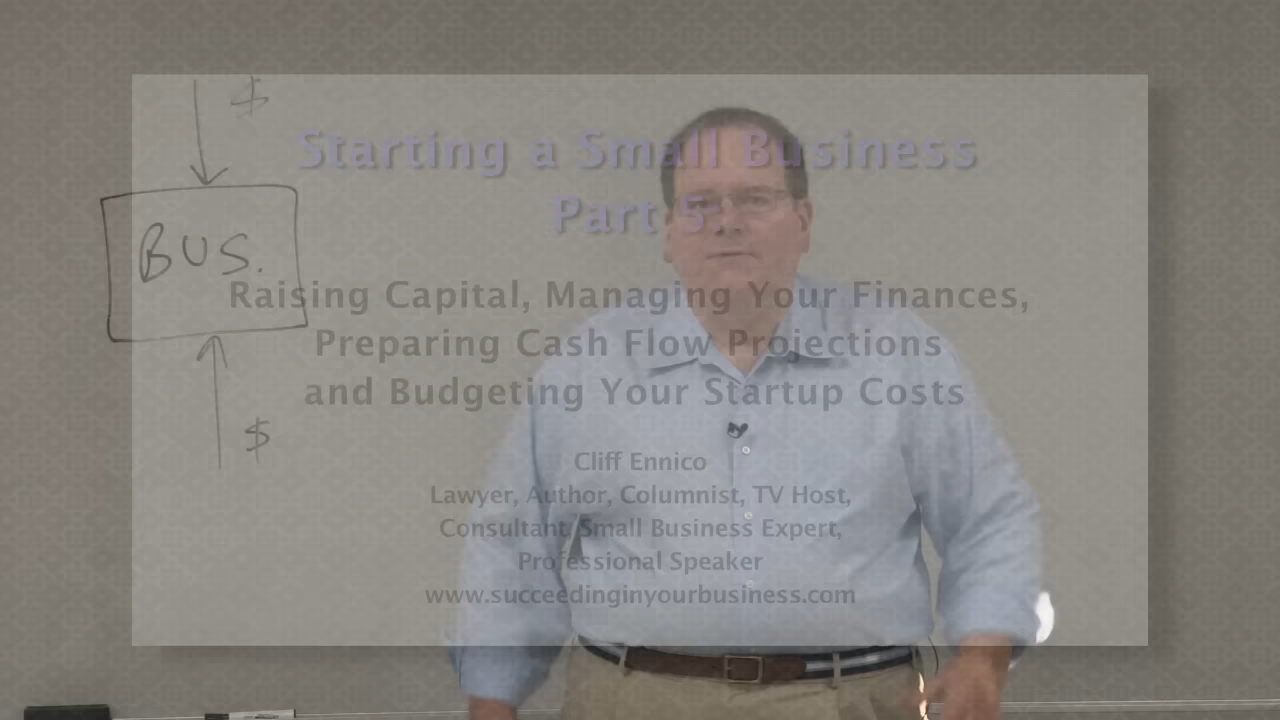 $
Starting a Small Business
Part 5:
BUS.
Raising Capital, Managing Your Finances,
Preparing Cash Flow Projections
and Budgeting Your Startup Costs
$
Cliff Ennico
Lawyer, Author, Columnist, TV Host,
Consultant, Small Business Expert,
Professional Speaker
www.succeedinginyourbusiness.com